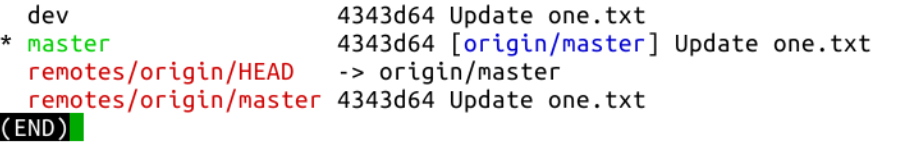 dev                   4343d64 Update one.txt
* master                4343d64 [origin/master] Update one.txt
  remotes/origin/HEAD   -> origin/master
  remotes/origin/master 4343d64 Update one.txt
(END)